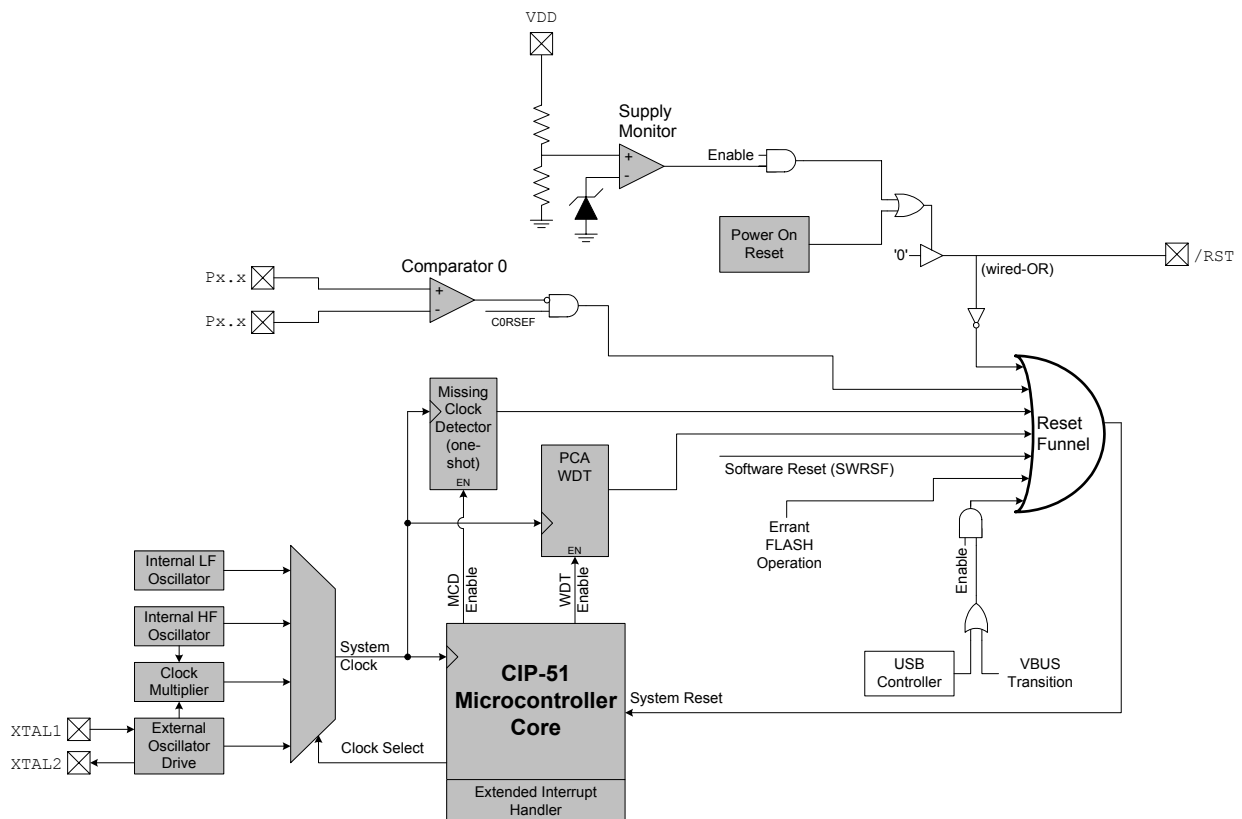 VDD
Supply
Monitor
+
-
Enable
Power On
Reset
'0'
/RST
(wired-OR)
Comparator 0
Px.x
Px.x
+
-
C0RSEF
Missing
Clock
Detector
(one-
shot)
EN
PCA
WDT
EN
Reset
Funnel
Software Reset (SWRSF)
Errant
FLASH
Operation
Enable
USB
Controller
VBUS
Transition
MCD
Enable
WDT
Enable
Internal LF
Oscillator
Internal HF
Oscillator
Clock
Multiplier
External
Oscillator
Drive
XTAL1
XTAL2
System
Clock
Clock Select
CIP-51
Microcontroller
Core
System Reset
Extended Interrupt
Handler